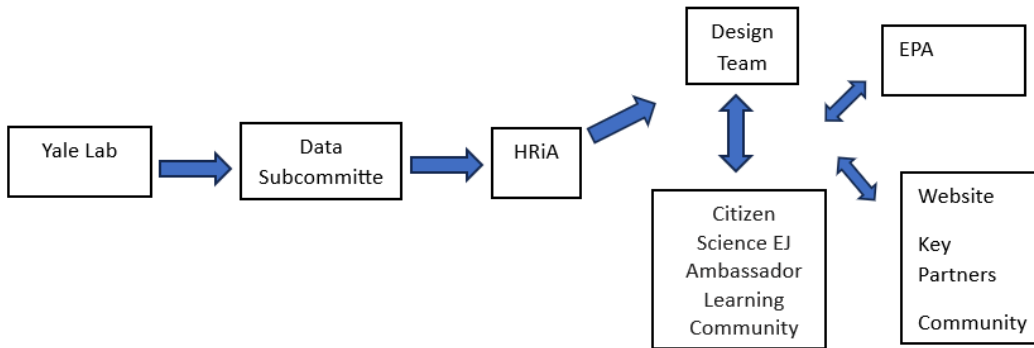 Yale Lab
Data
Subcommitte
HRiA
Design
Team
Citizen
Science EJ
Ambassador
Learning
Community
EPA
Website
Key
Partners
Community